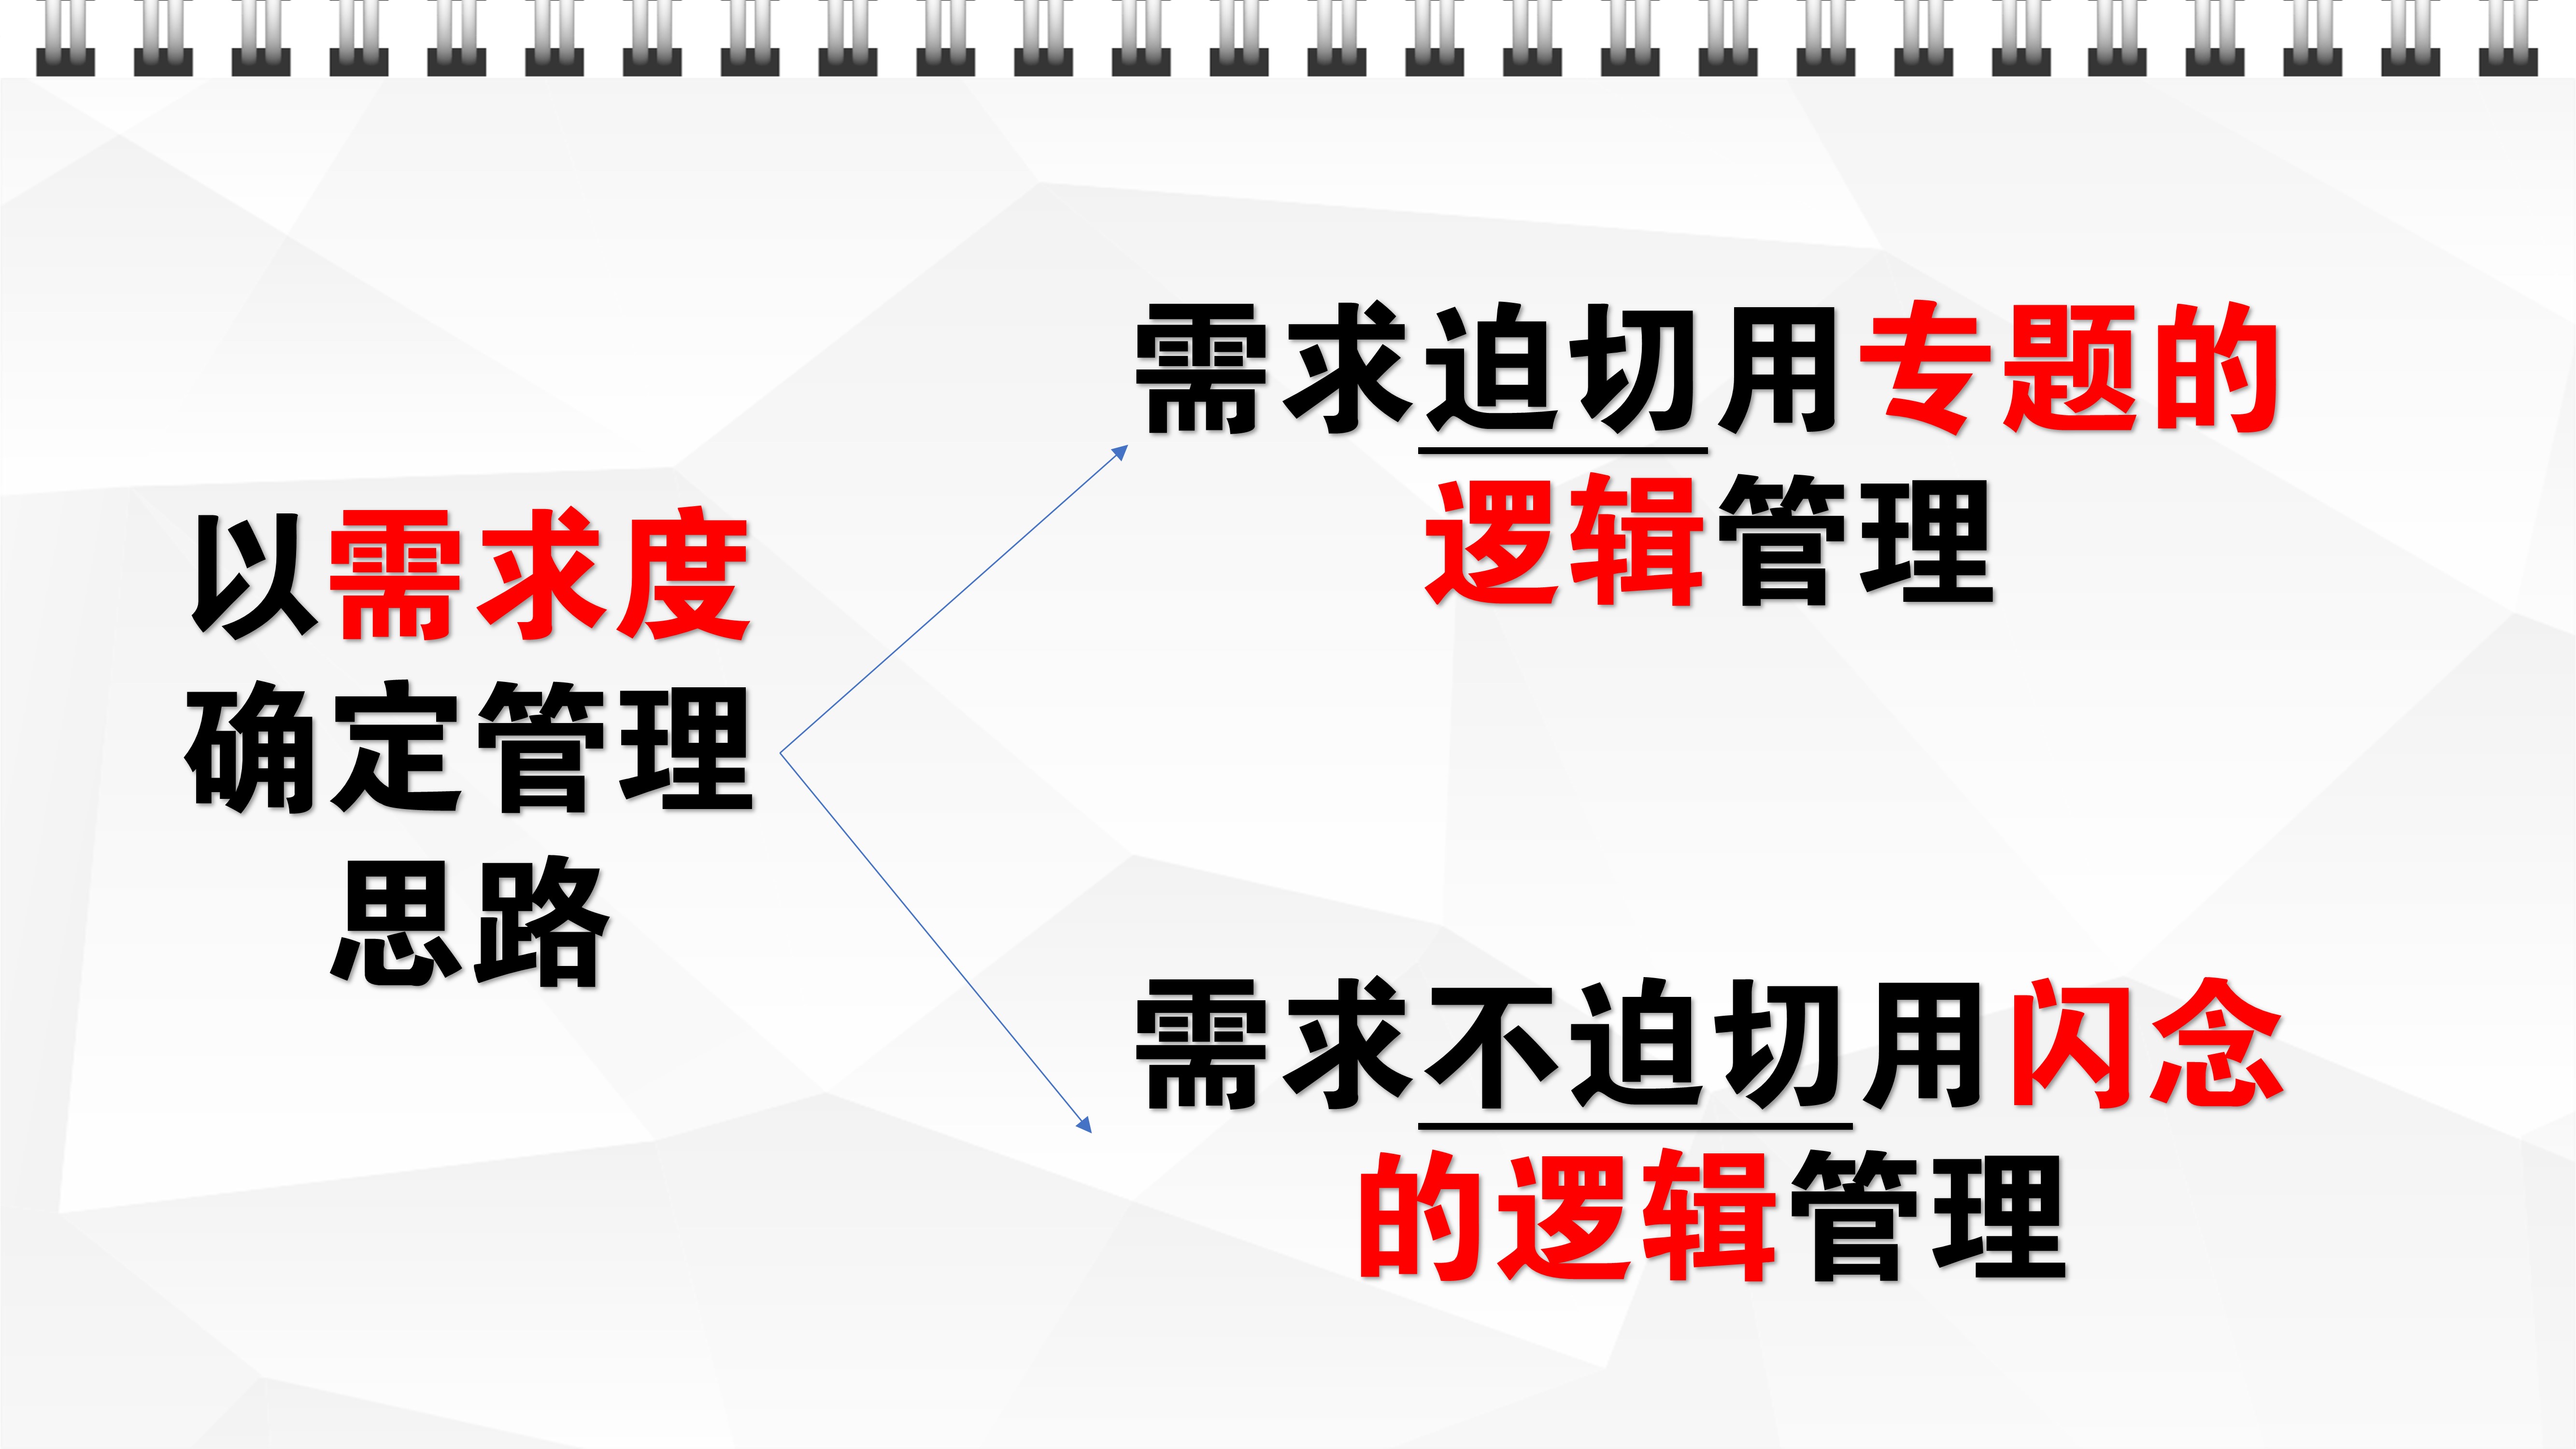 以需求度
确定管理
思路
需求迫切用专题的
逻辑管理
需求不迫切用闪念
的逻辑管理